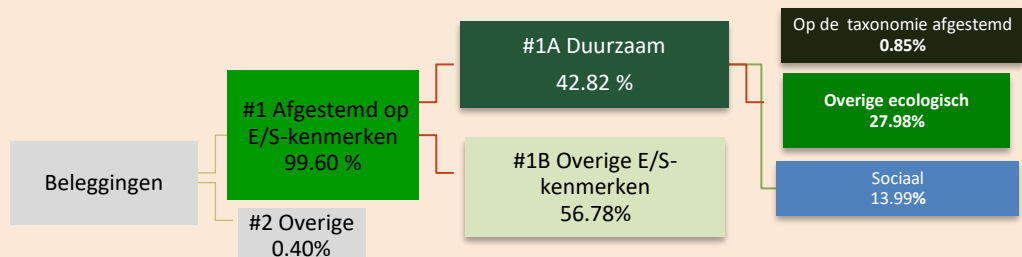 Beleggingen
#1 Afgestemd op
E/S-kenmerken
99.60 %
#2 Overige
0.40%
#1A Duurzaam
42.82 %
#1B Overige E/S-
kenmerken
56.78%
Op de taxonomie afgestemd
0.85%
Overige ecologisch
27.98%
Sociaal
13.99%